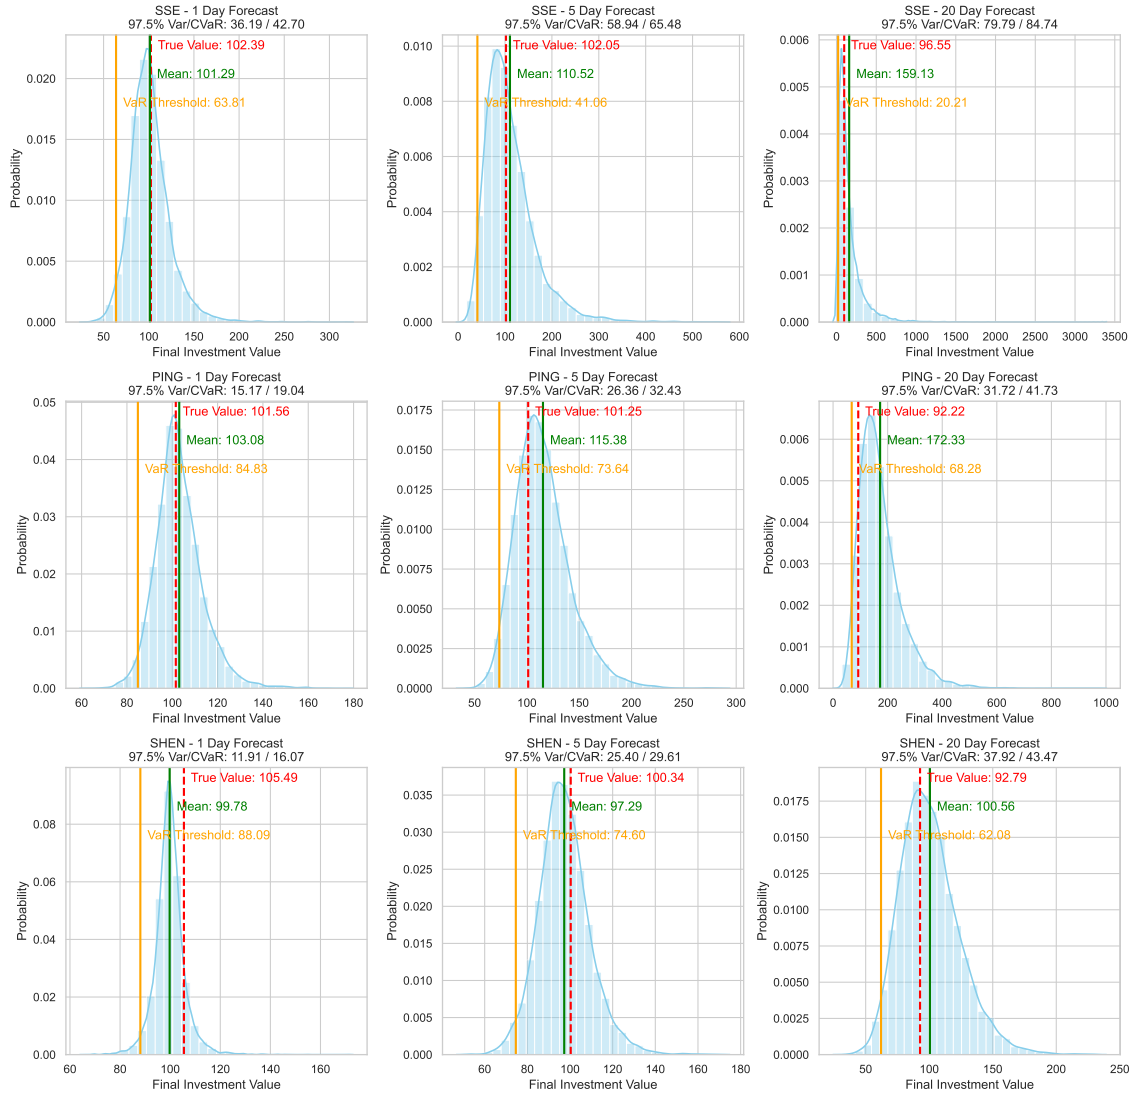 SSE - 1 Day Forecast
97.5% Var/CVaR: 36.19 / 42.70
True Value: 102.39
Mean: 101.29
VaR Threshold: 63.81
Probability
0.020
0.015
0.010
0.005
0.000
50 100 150 200 250 300
Final Investment Value
SSE - 5 Day Forecast
97.5% Var/CVaR: 58.94 / 65.48
True Value: 102.05
Mean: 110.52
VaR Threshold: 41.06
Probability
0.010
0.008
0.006
0.004
0.002
0.000
0 100 200 300 400 500 600
Final Investment Value
SSE - 20 Day Forecast
97.5% Var/CVaR: 79.79 / 84.74
True Value: 96.55
Mean: 159.13
VaR Threshold: 20.21
Probability
0.006
0.005
0.004
0.003
0.002
0.001
0.000
0 500 1000 1500 2000 2500 3000 3500
Final Investment Value
PING - 1 Day Forecast
97.5% Var/CVaR: 15.17 / 19.04
True Value: 101.56
Mean: 103.08
VaR Threshold: 84.83
Probability
0.05
0.04
0.03
0.02
0.01
0.00
60 80 100 120 140 160 180
Final Investment Value
PING - 5 Day Forecast
97.5% Var/CVaR: 26.36 / 32.43
True Value: 101.25
Mean: 115.38
VaR Threshold: 73.64
Probability
0.0175
0.0150
0.0125
0.0100
0.0075
0.0050
0.0025
0.0000
50 100 150 200 250 300
Final Investment Value
PING - 20 Day Forecast
97.5% Var/CVaR: 31.72 / 41.73
True Value: 92.22
Mean: 172.33
VaR Threshold: 68.28
Probability
0.006
0.005
0.004
0.003
0.002
0.001
0.000
0 200 400 600 800 1000
Final Investment Value
SHEN - 1 Day Forecast
97.5% Var/CVaR: 11.91 / 16.07
True Value: 105.49
Mean: 99.78
VaR Threshold: 88.09
Probability
0.08
0.06
0.04
0.02
0.00
60 80 100 120 140 160
Final Investment Value
SHEN - 5 Day Forecast
97.5% Var/CVaR: 25.40 / 29.61
True Value: 100.34
Mean: 97.29
VaR Threshold: 74.60
Probability
0.035
0.030
0.025
0.020
0.015
0.010
0.005
0.000
60 80 100 120 140 160 180
Final Investment Value
SHEN - 20 Day Forecast
97.5% Var/CVaR: 37.92 / 43.47
True Value: 92.79
Mean: 100.56
VaR Threshold: 62.08
Probability
0.0175
0.0150
0.0125
0.0100
0.0075
0.0050
0.0025
0.0000
50 100 150 200 250
Final Investment Value